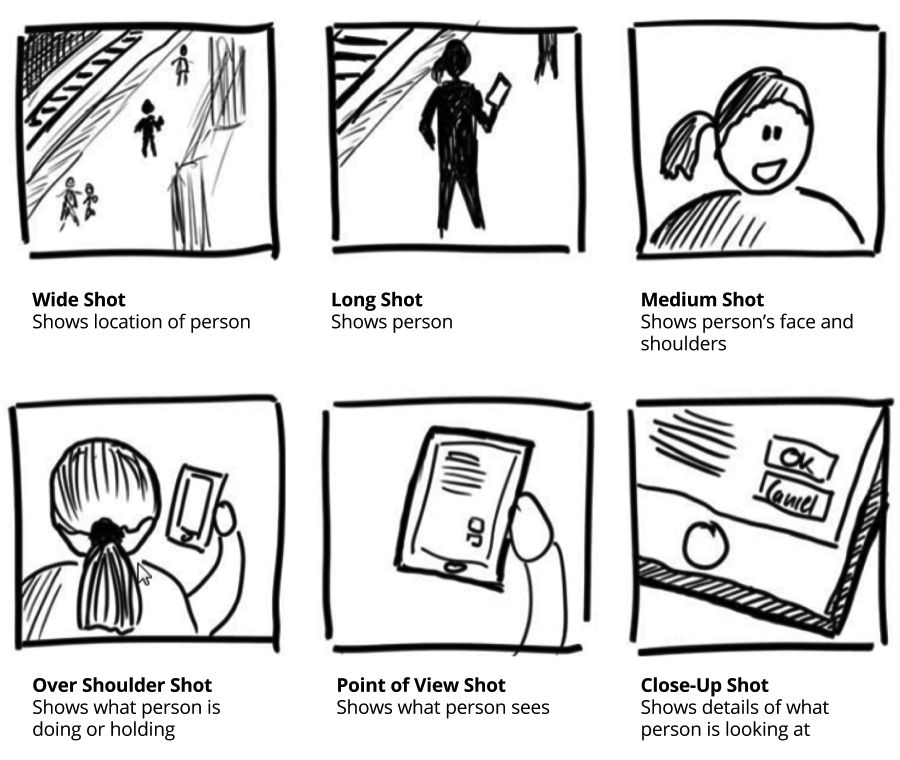 Wide Shot
Shows location of person
Long Shot
Shows person
Medium Shot
Shows person’s face and
shoulders
OK
Cancel
Over Shoulder Shot
Shows what person is
doing or holding
Point of View Shot
Shows what person sees
Close-Up Shot
Shows details of what
person is looking at